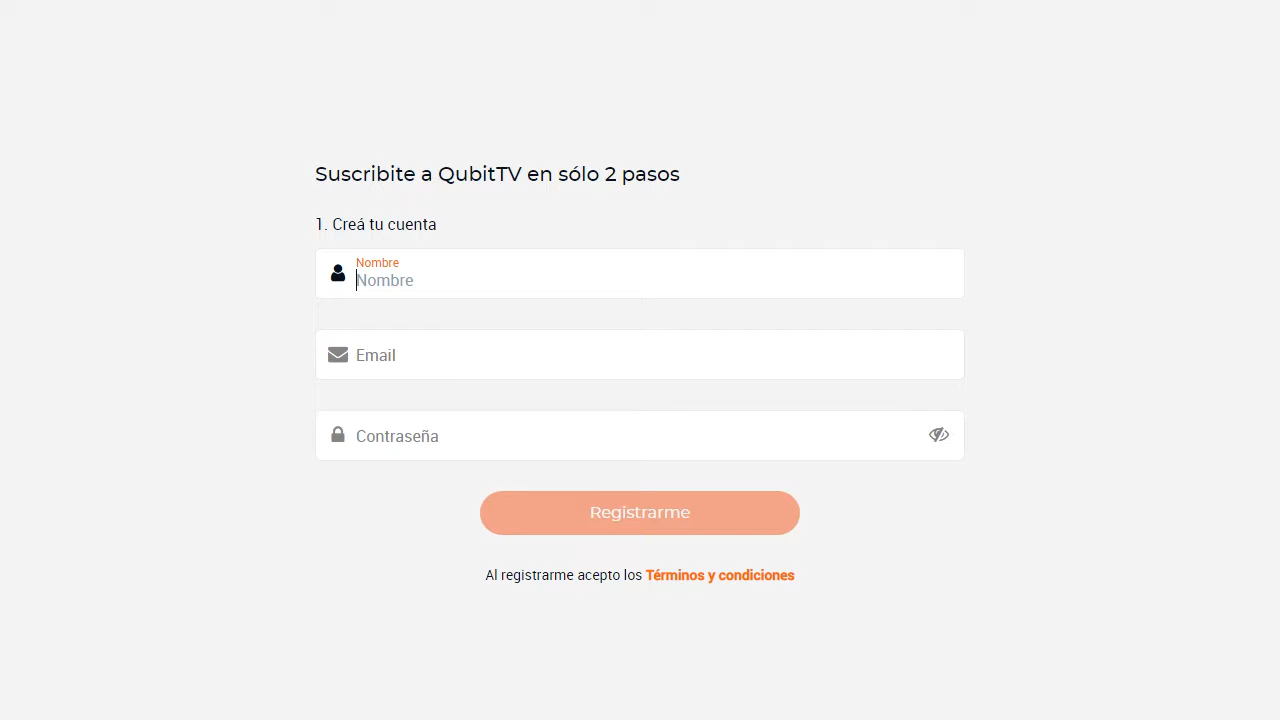 Suscribite a QubitTV en sólo 2 pasos
1. Creá tu cuenta
Nombre
Nombre
Email
Contraseña
Registrarme
Al registrarme acepto los Términos y condiciones